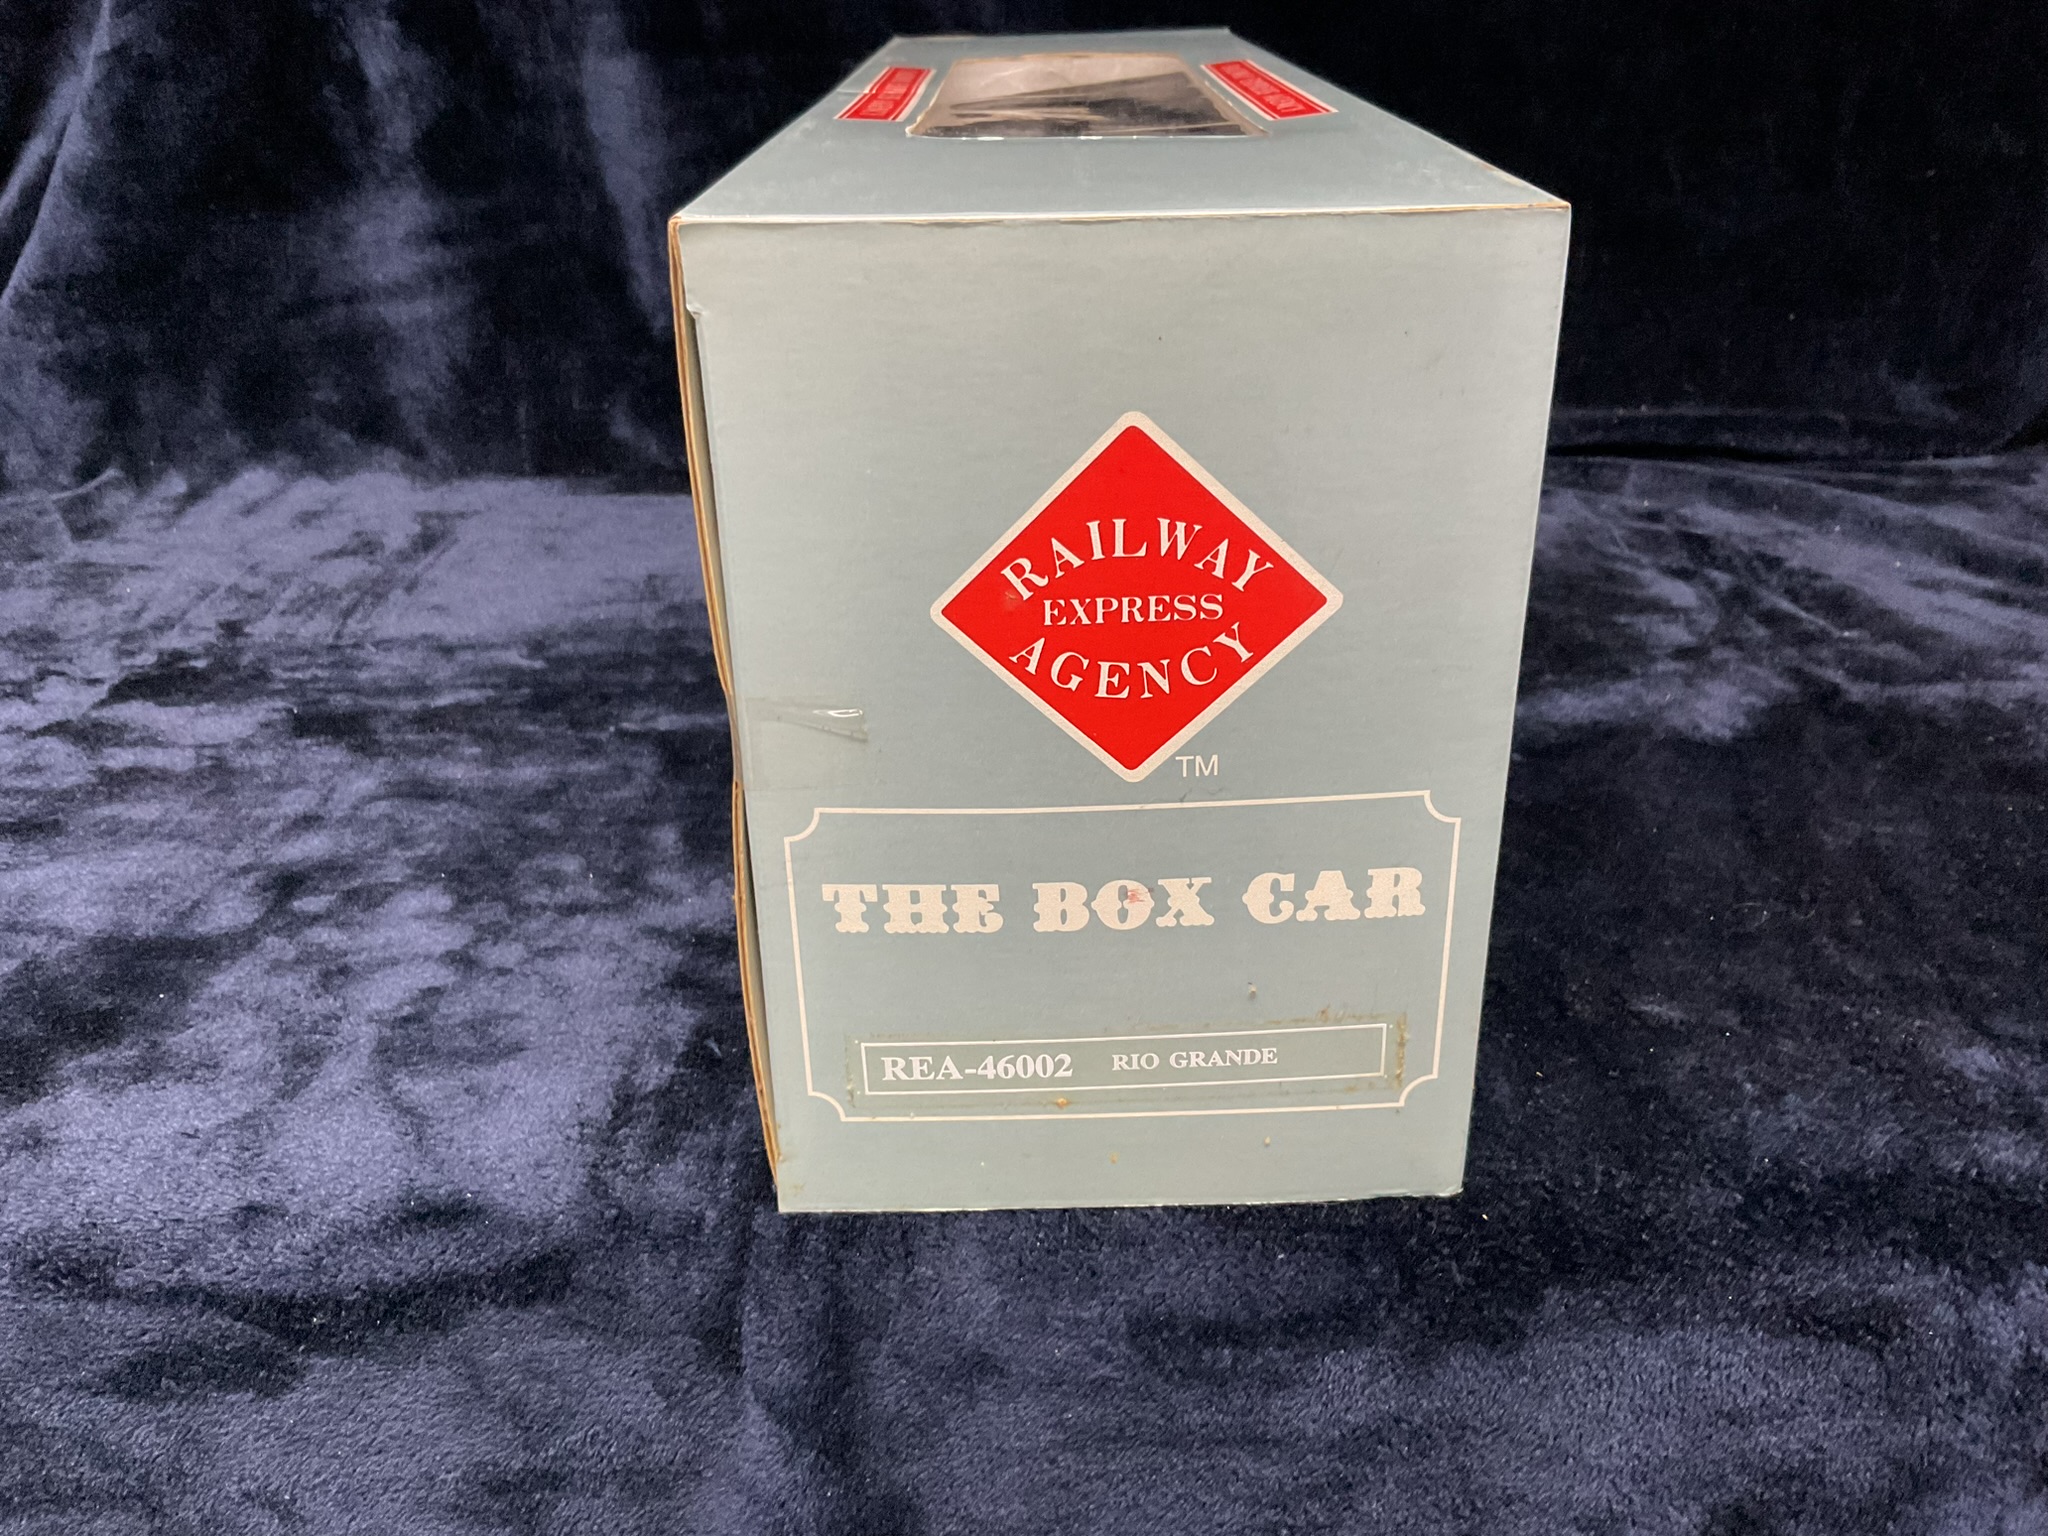 RAILWAY
EXPRESS
AGENCY
TM
THE BOX CAR
REA-46002 RIO GRANDE